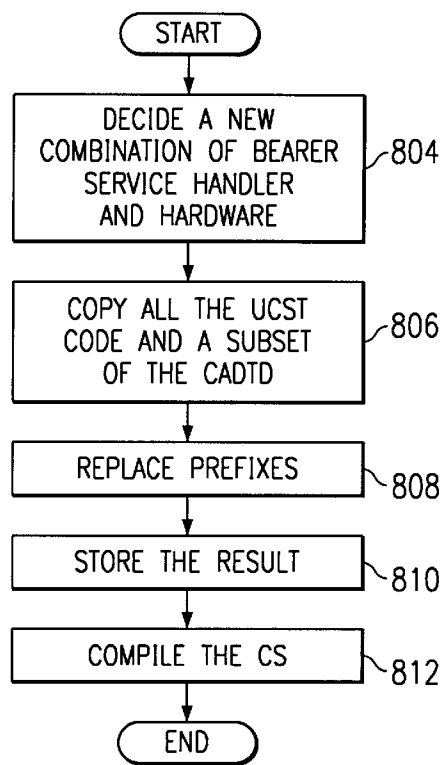 START
DECIDE A NEW
COMBINATION OF BEARER
SERVICE HANDLER
AND HARDWARE
804
COPY ALL THE UCST
CODE AND A SUBSET
OF THE CADTD
806
REPLACE PREFIXES
808
STORE THE RESULT
810
COMPILE THE CS
812
END